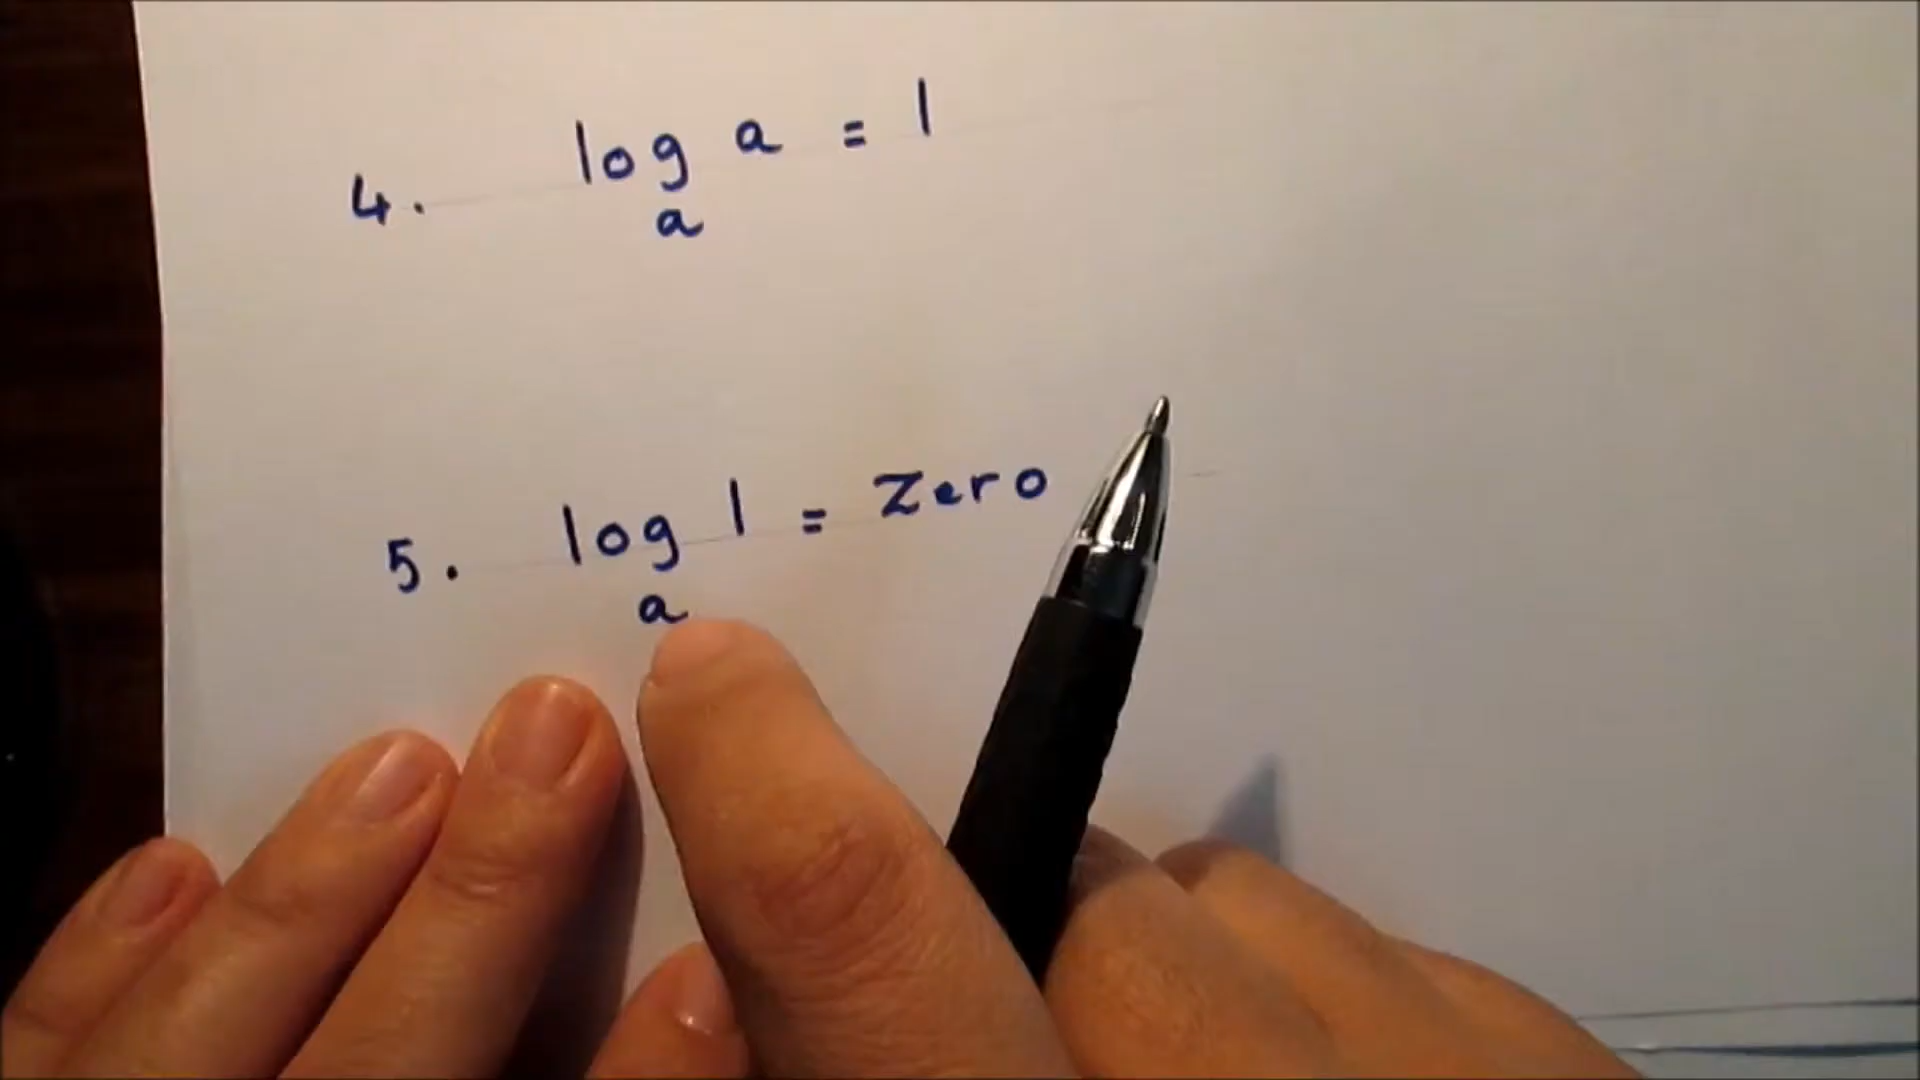 4. log a = 1
a
5. log 1 = Zero
a